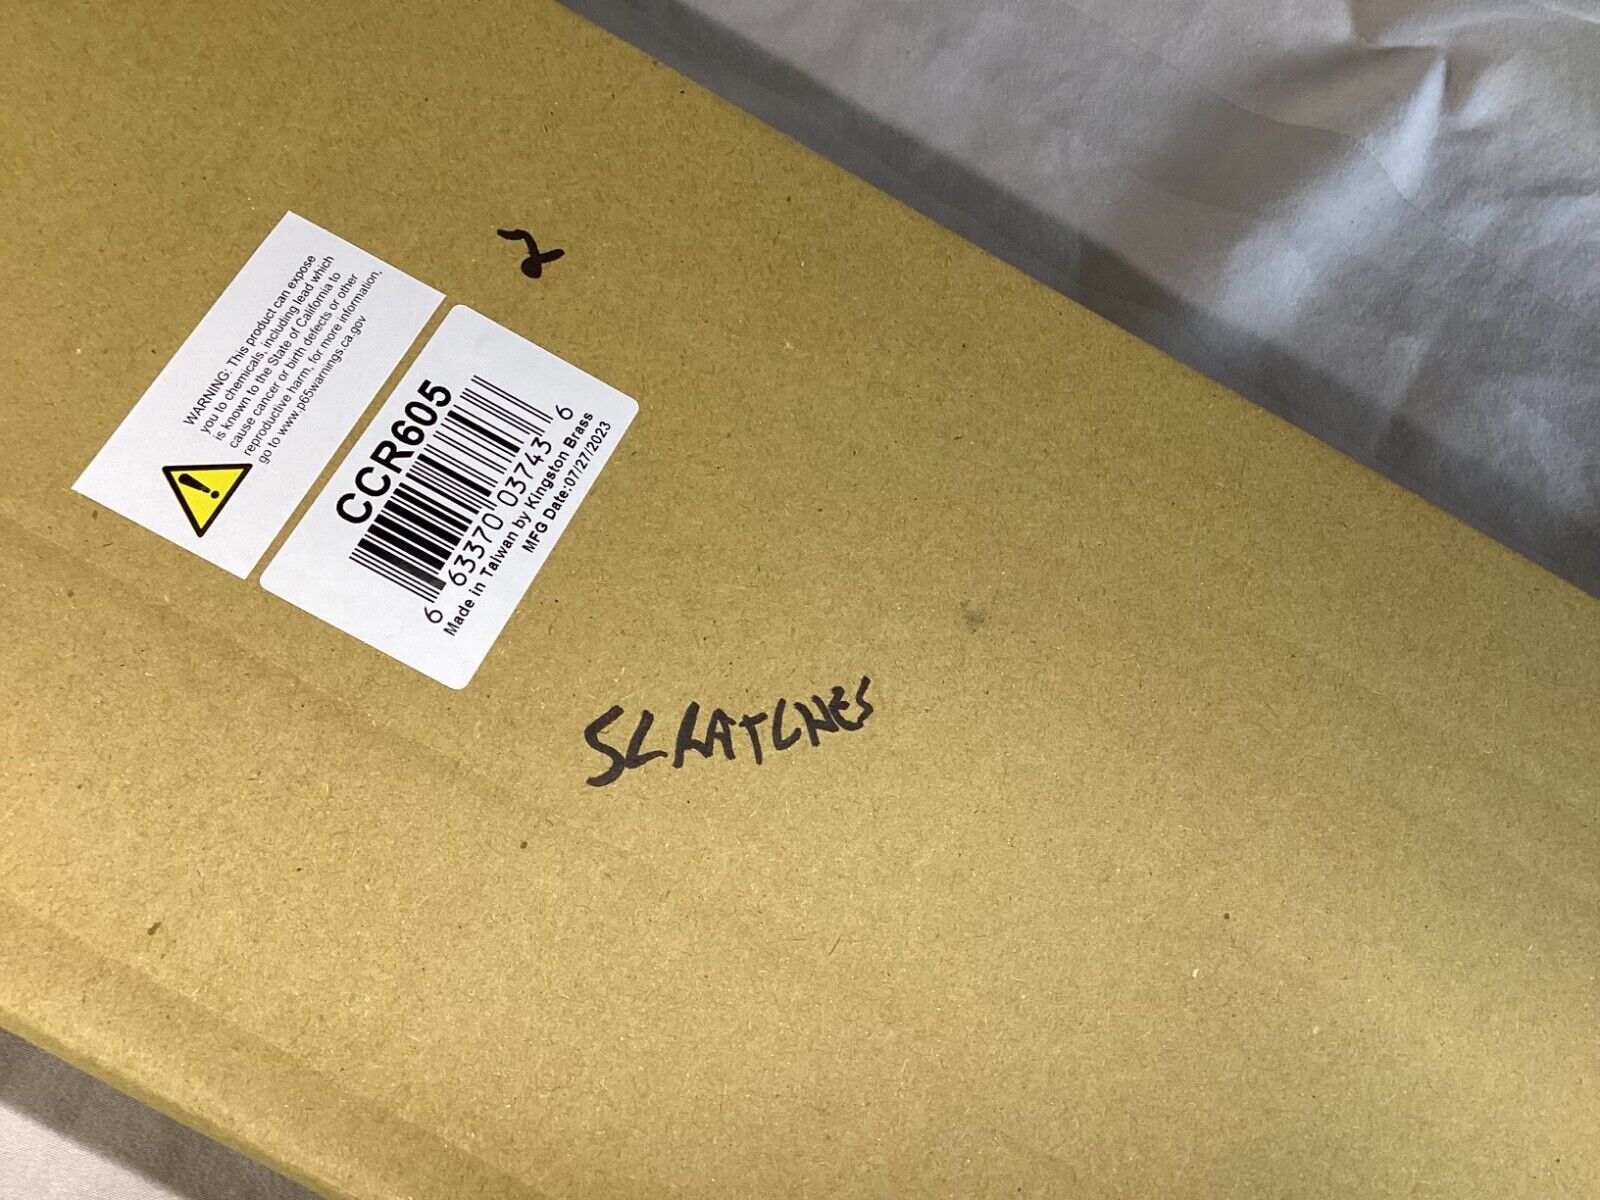 2
WARNING: This product can expose
you to chemicals, including lead which
is known to the State of California to
cause cancer or birth defects or other
reproductive harm, for more information,
go to www.p65warnings.ca.gov
CCR605
6 63370 03743 6
Made in Taiwan by Kingston Brass
MFG Date:07/27/2023
SCRATCHES